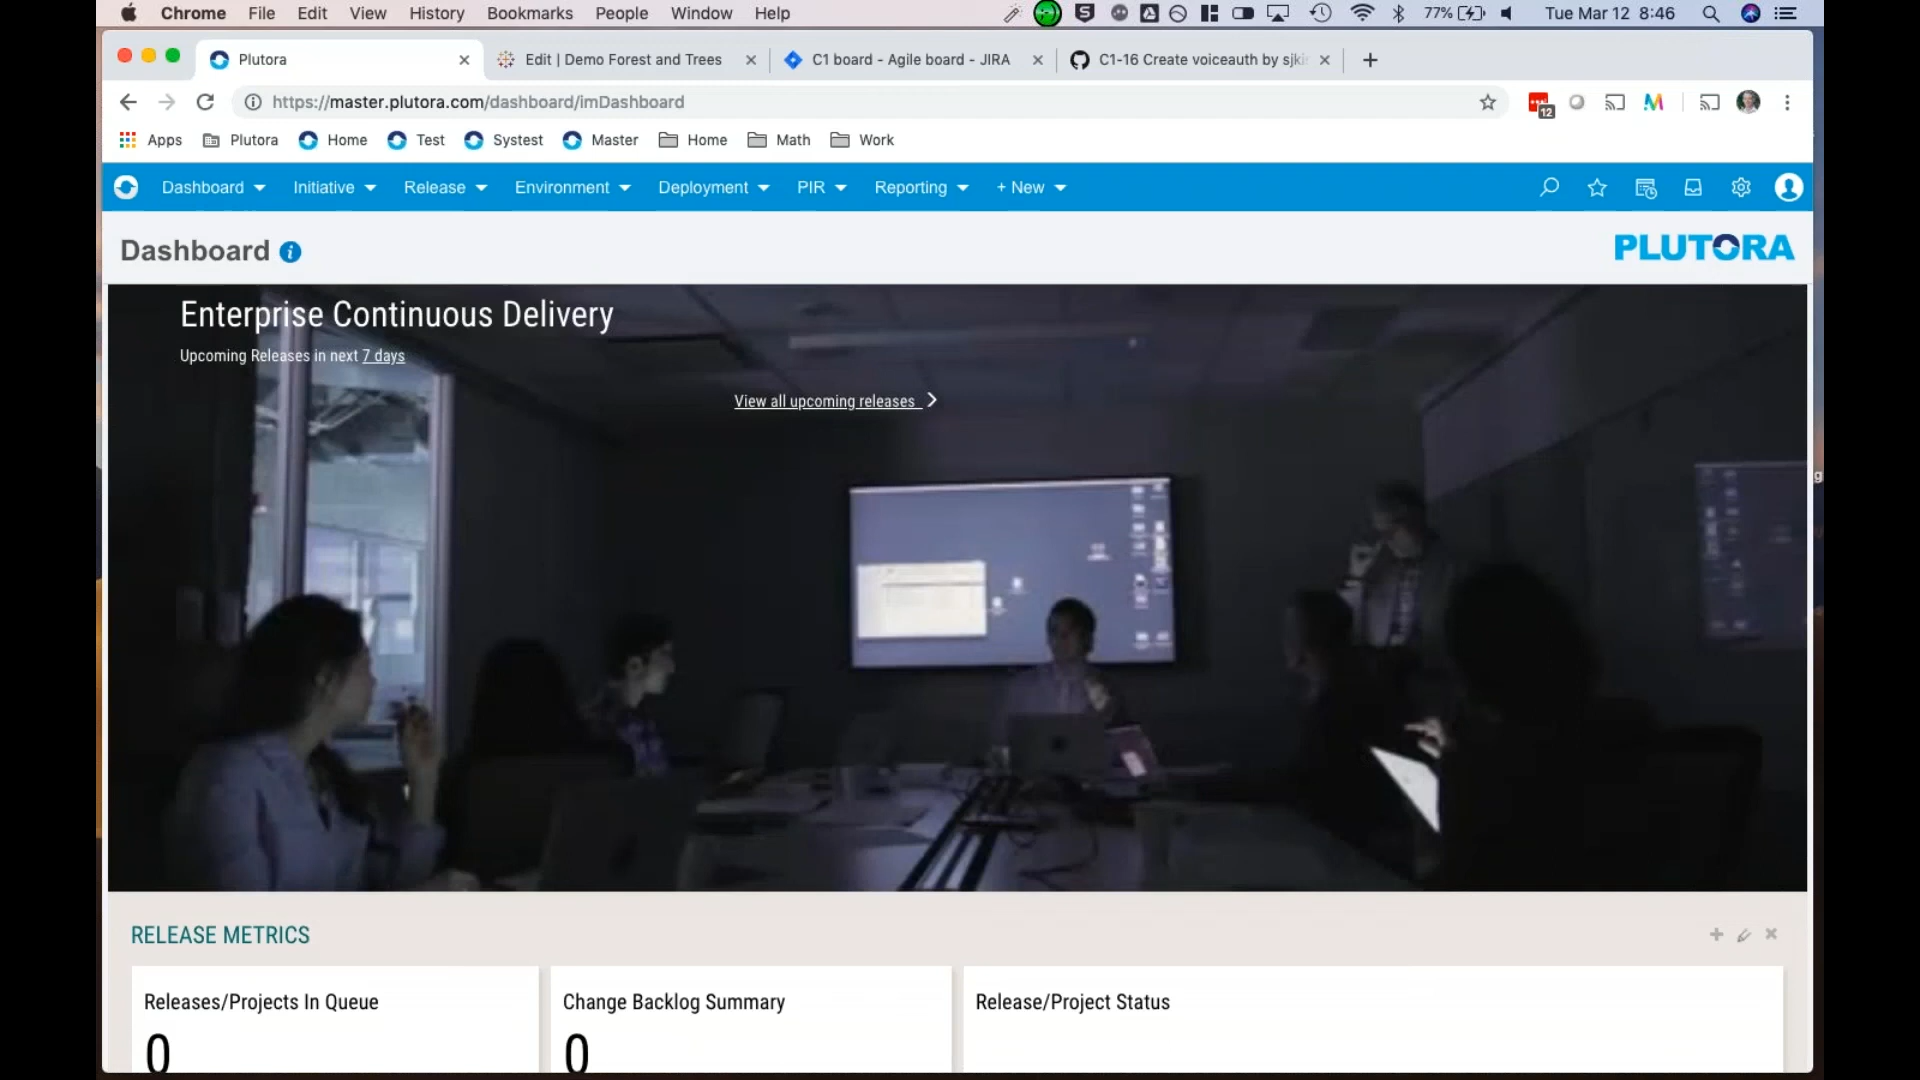 Chrome File Edit View History Bookmarks People Window Help 77% Tue Mar 12 8:46
Plutora Edit | Demo Forest and Trees C1 board - Agile board - JIRA C1-16 Create voiceauth by sjki
https://master.plutora.com/dashboard/imDashboard 12
Apps Plutora Home Test Systest Master Home Math Work
Dashboard Initiative Release Environment Deployment PIR Reporting + New
Dashboard PLUTORA
Enterprise Continuous Delivery
Upcoming Releases in next 7 days
View all upcoming releases
RELEASE METRICS
Releases/Projects In Queue Change Backlog Summary Release/Project Status
0 0